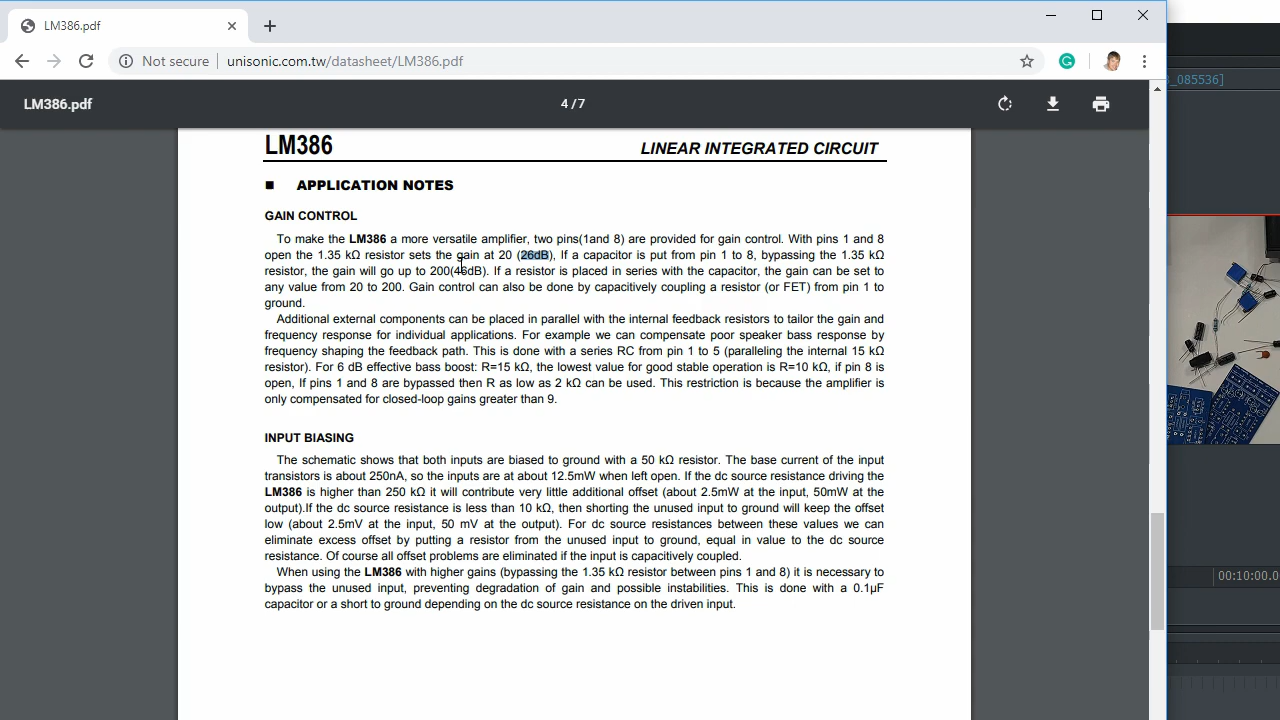 LM386.pdf
Not secure
unisonic.com.tw/datasheet/LM386.pdf
_085536]
LM386.pdf
4 / 7
LM386
LINEAR INTEGRATED CIRCUIT
■ APPLICATION NOTES
GAIN CONTROL
To make the LM386 a more versatile amplifier, two pins(1and 8) are provided for gain control. With pins 1 and 8
open the 1.35 kΩ resistor sets the gain at 20 (26dB), If a capacitor is put from pin 1 to 8, bypassing the 1.35 kΩ
resistor, the gain will go up to 200(46dB). If a resistor is placed in series with the capacitor, the gain can be set to
any value from 20 to 200. Gain control can also be done by capacitively coupling a resistor (or FET) from pin 1 to
ground.
Additional external components can be placed in parallel with the internal feedback resistors to tailor the gain and
frequency response for individual applications. For example we can compensate poor speaker bass response by
frequency shaping the feedback path. This is done with a series RC from pin 1 to 5 (paralleling the internal 15 kΩ
resistor). For 6 dB effective bass boost: R=15 kΩ, the lowest value for good stable operation is R=10 kΩ, if pin 8 is
open, If pins 1 and 8 are bypassed then R as low as 2 kΩ can be used. This restriction is because the amplifier is
only compensated for closed-loop gains greater than 9.
INPUT BIASING
The schematic shows that both inputs are biased to ground with a 50 kΩ resistor. The base current of the input
transistors is about 250nA, so the inputs are at about 12.5mW when left open. If the dc source resistance driving the
LM386 is higher than 250 kΩ it will contribute very little additional offset (about 2.5mW at the input, 50mW at the
output).If the dc source resistance is less than 10 kΩ, then shorting the unused input to ground will keep the offset
low (about 2.5mV at the input, 50 mV at the output). For dc source resistances between these values we can
eliminate excess offset by putting a resistor from the unused input to ground, equal in value to the dc source
resistance. Of course all offset problems are eliminated if the input is capacitively coupled.
When using the LM386 with higher gains (bypassing the 1.35 kΩ resistor between pins 1 and 8) it is necessary to
bypass the unused input, preventing degradation of gain and possible instabilities. This is done with a 0.1µF
capacitor or a short to ground depending on the dc source resistance on the driven input.
00:10:00.0